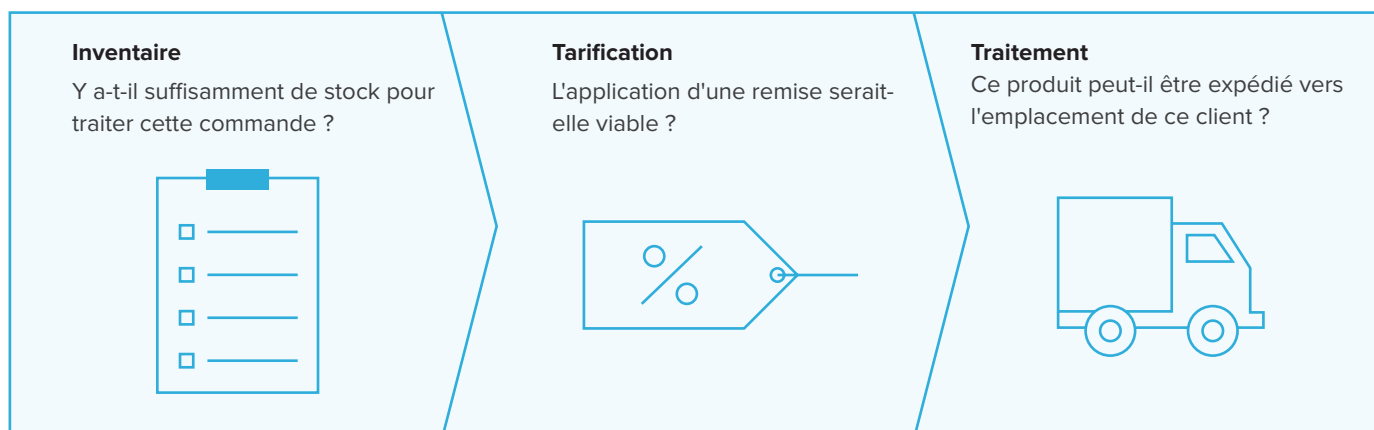 Inventaire
Y a-t-il suffisamment de stock pour
traiter cette commande ?
Tarification
L'application d'une remise serait-
elle viable ?
Traitement
Ce produit peut-il être expédié vers
l'emplacement de ce client ?
%